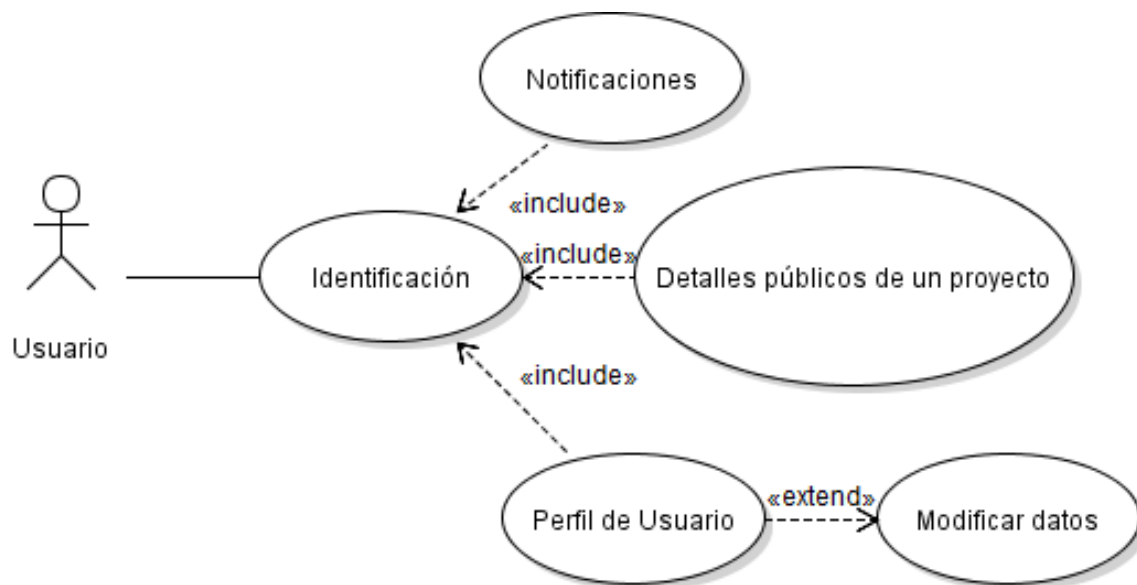 Notificaciones
«include»
«include»
Identificación
Detalles públicos de un proyecto
Usuario
«include»
Perfil de Usuario
«extend»
Modificar datos